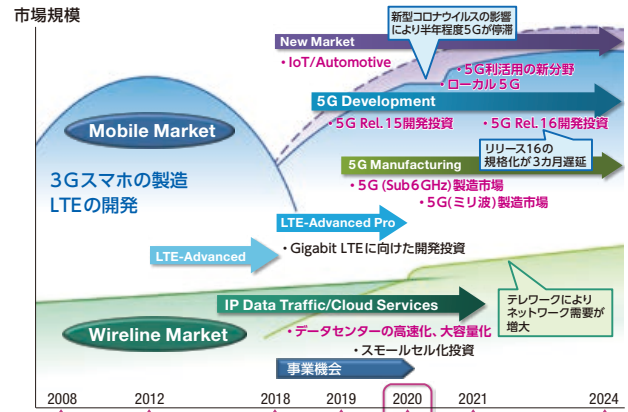 市場規模
新型コロナウイルスの影響
により半年程度5Gが停滞
New Market
・IoT/Automotive
・5G利活用の新分野
・ローカル5G
5G Development
・5G Rel.15開発投資
・5G Rel.16開発投資
Mobile Market
リリース16の
規格化が3カ月遅延
5G Manufacturing
3Gスマホの製造
LTEの開発
・5G(Sub6GHz)製造市場
・5G(ミリ波)製造市場
LTE-Advanced Pro
LTE-Advanced
・Gigabit LTEに向けた開発投資
テレワークにより
ネットワーク需要が
増大
IP Data Traffic/Cloud Services
Wireline Market
・データセンターの高速化、大容量化
・スモールセル化投資
事業機会
2008
2012
2018
2019
2020
2021
2024